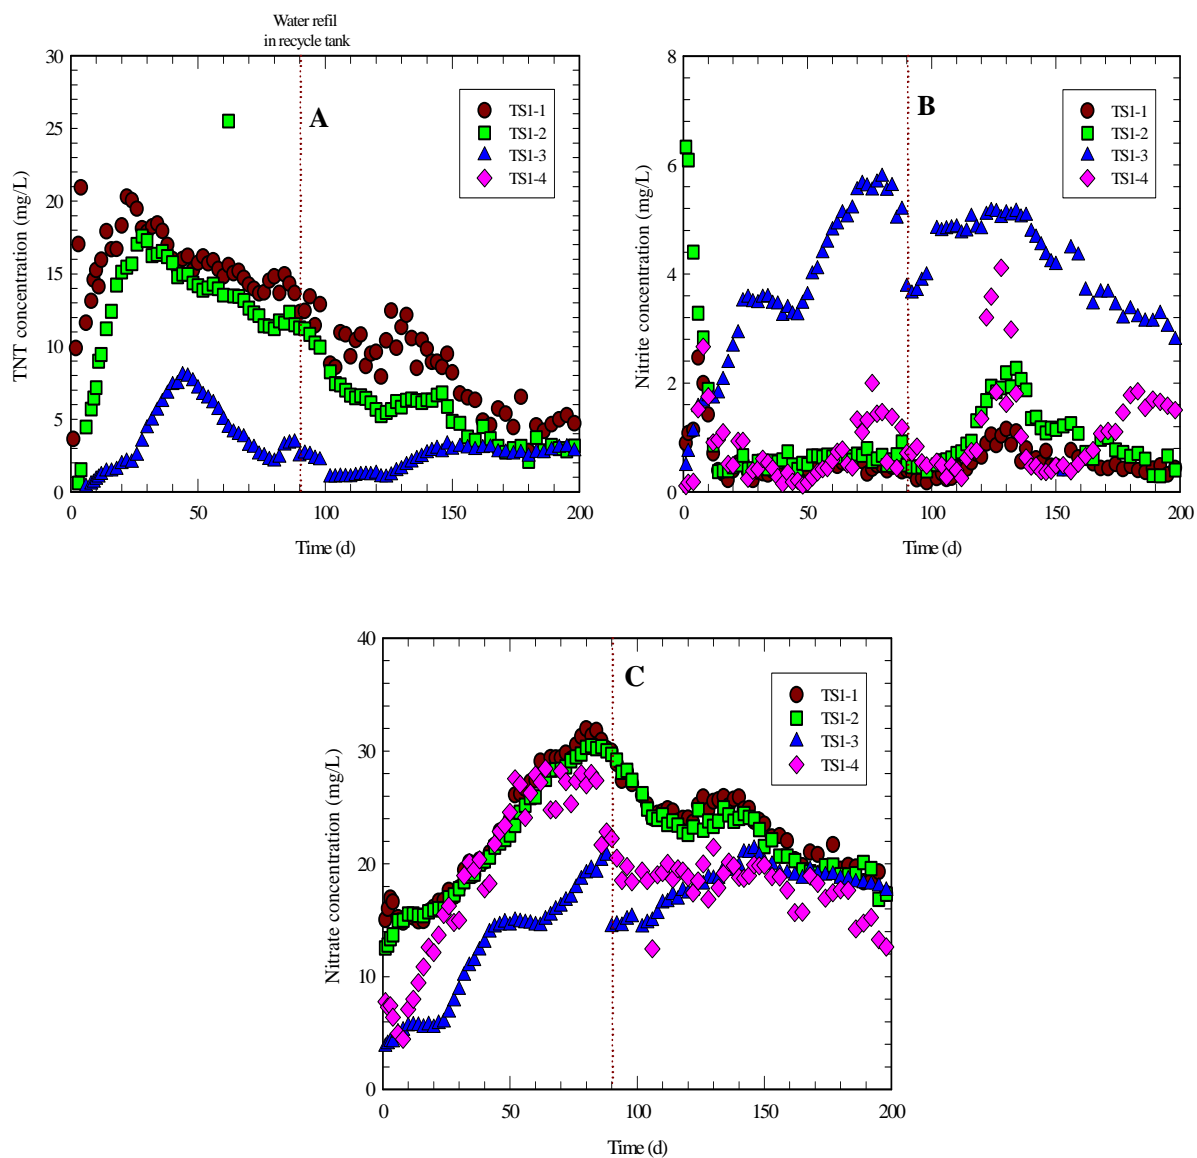 Water refil
in recycle tank
30
25
20
15
10
5
0
TNT concentration (mg/L)
A
TS1-1
TS1-2
TS1-3
TS1-4
0 50 100 150 200
Time (d)
8
6
4
2
0
Nitrite concentration (mg/L)
B
TS1-1
TS1-2
TS1-3
TS1-4
0 50 100 150 200
Time (d)
40
30
20
10
0
Nitrate concentration (mg/L)
C
TS1-1
TS1-2
TS1-3
TS1-4
0 50 100 150 200
Time (d)